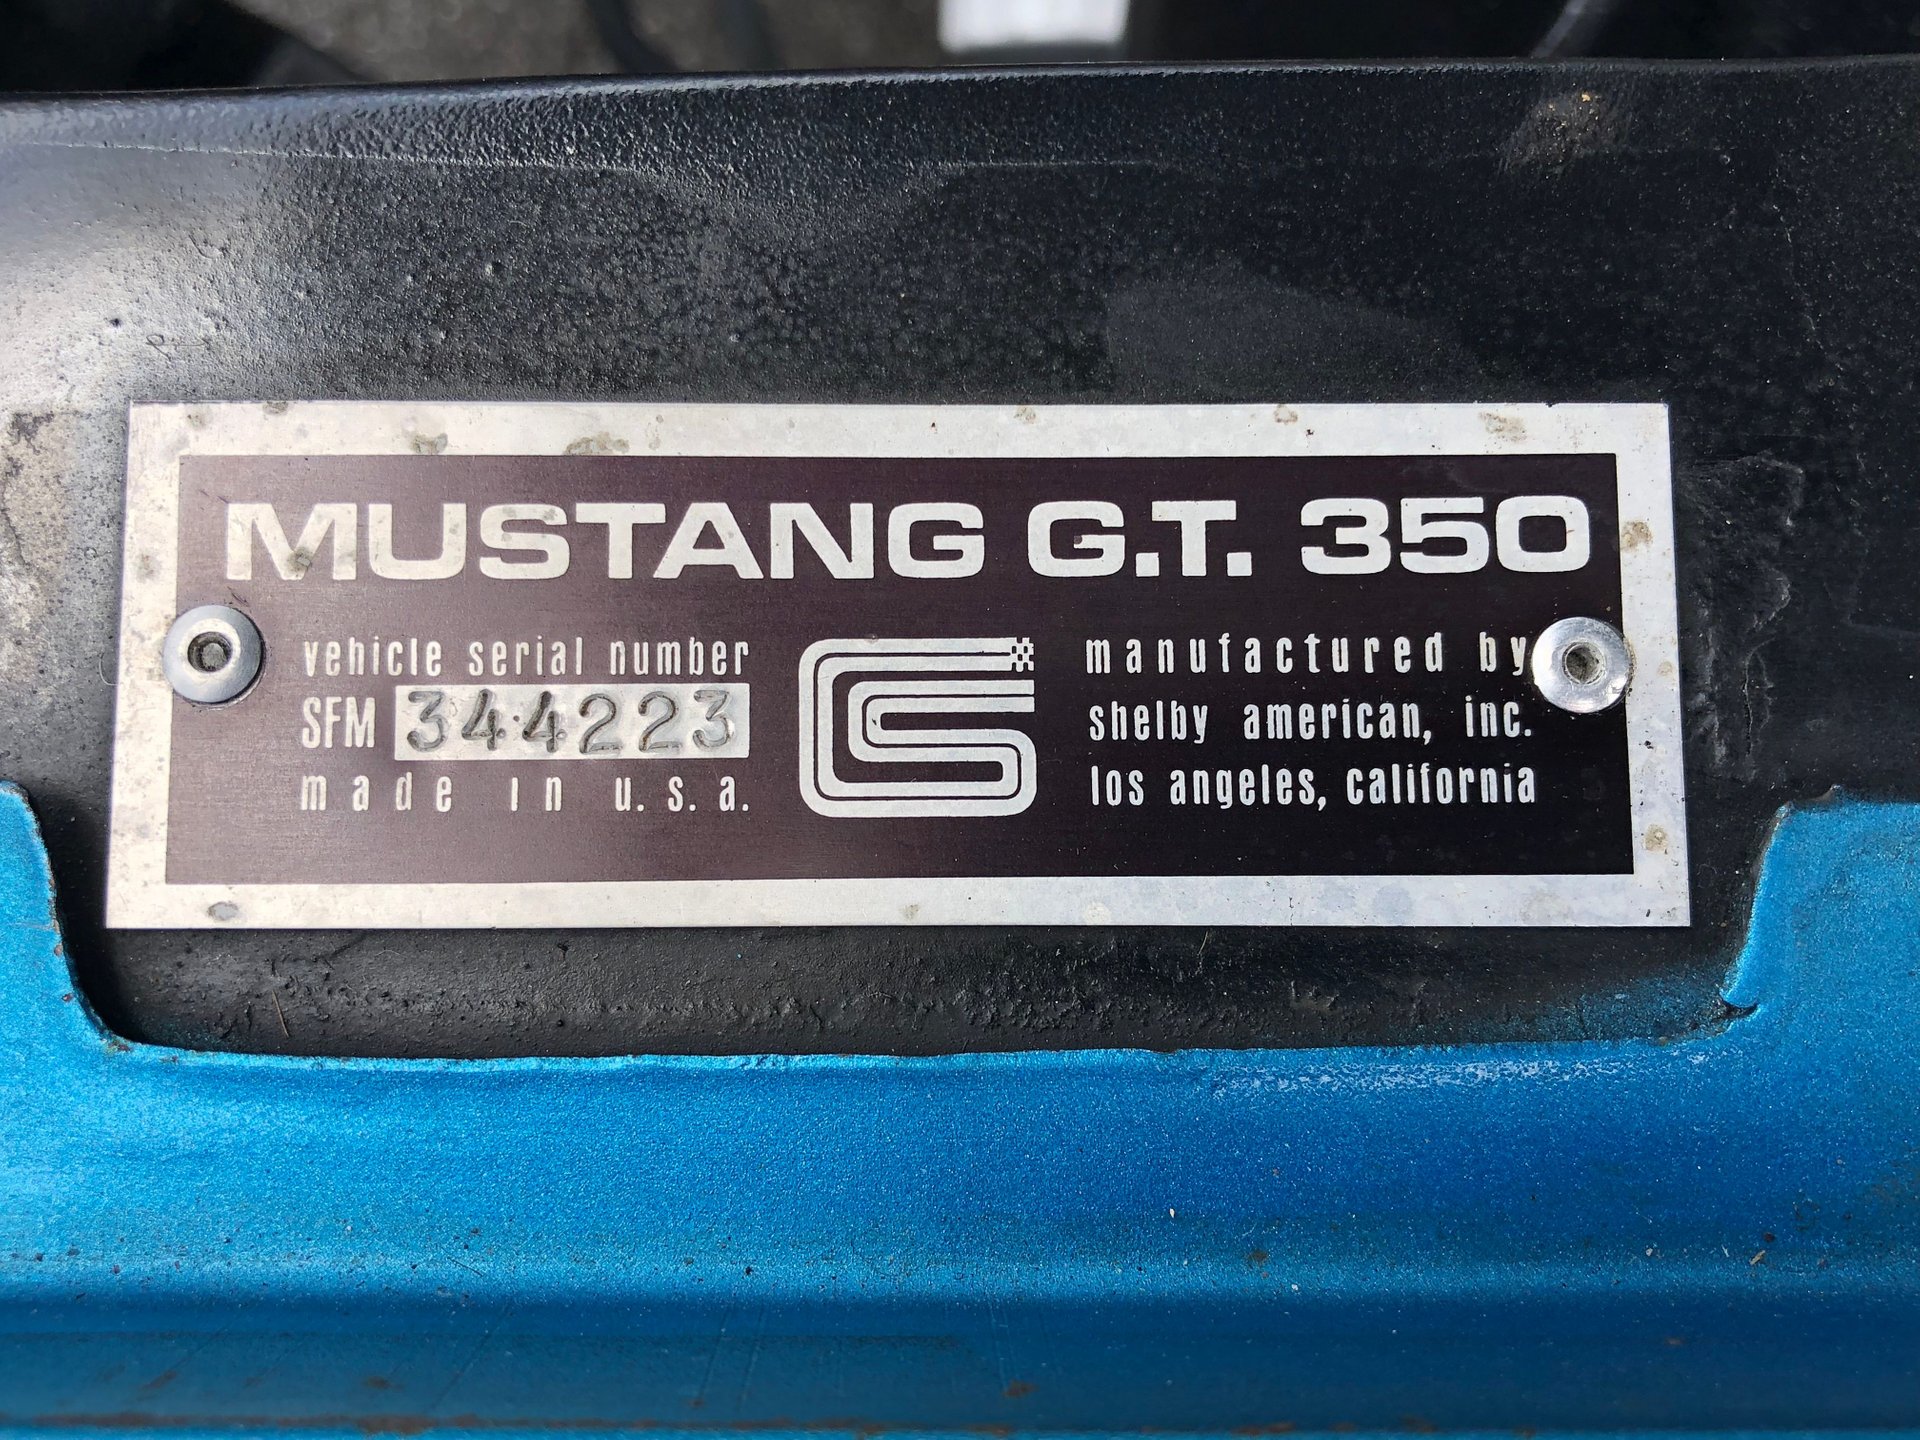 MUSTANG G.T. 350
vehicle serial number
SFM 344223
made in u.s.a.
manufactured by
shelby american, inc.
los angeles, california